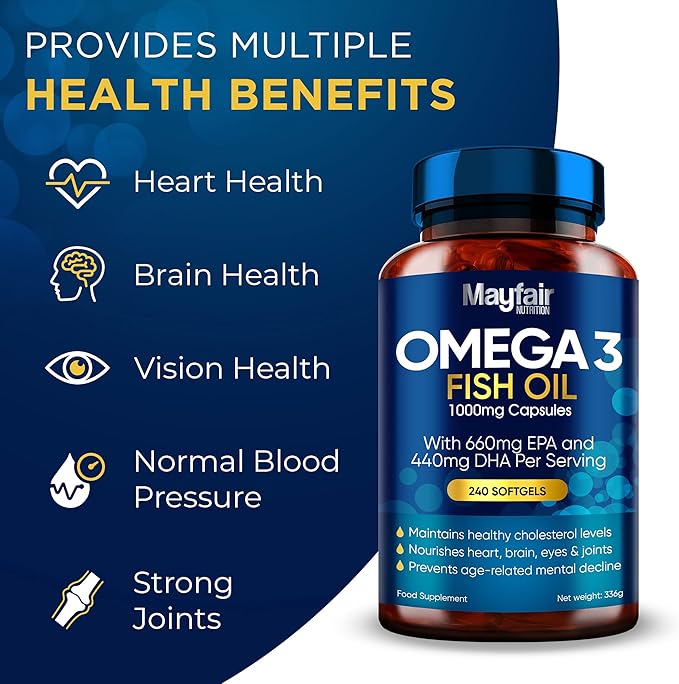 PROVIDES MULTIPLE
HEALTH BENEFITS
Heart Health
Brain Health
Vision Health
Normal Blood
Pressure
Strong
Joints
Mayfair
NUTRITION
OMEGA 3
FISH OIL
1000mg Capsules
With 660mg EPA and
440mg DHA Per Serving
240 SOFTGELS
Maintains healthy cholesterol levels
Nourishes heart, brain, eyes & joints
Prevents age-related mental decline
Food Supplement Net weight: 336g